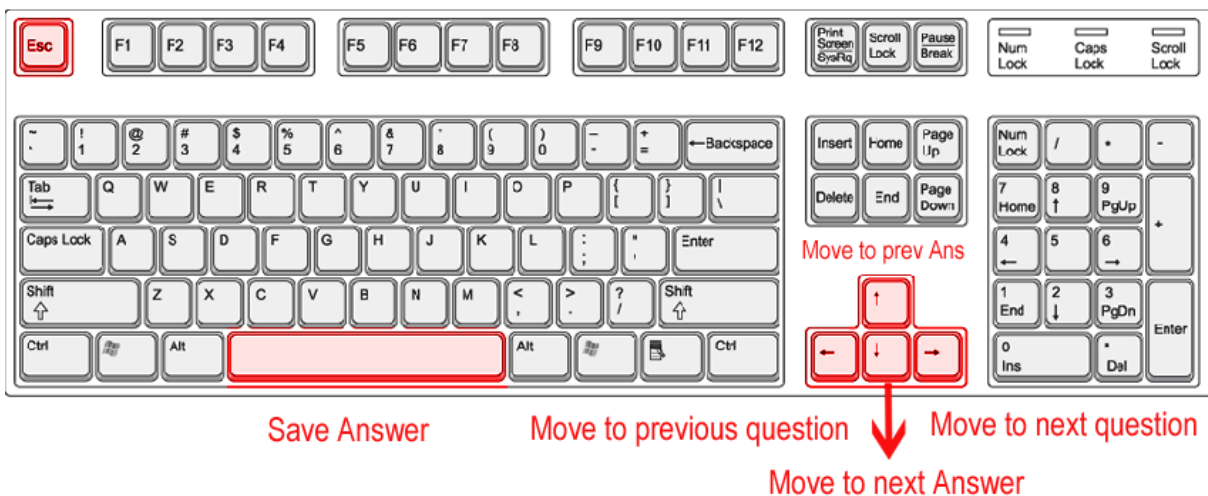 Esc F1 F2 F3 F4 F5 F6 F7 F8 F9 F10 F11 F12 Print Screen SysRq Scroll Lock Pause Break Num Lock Caps Lock Scroll Lock
~ ` ! 1 @ 2 # 3 $ 4 % 5 ^ 6 & 7 * 8 ( 9 ) 0 – - + = ←Backspace Insert Home Page Up Num Lock / * -
Tab Q W E R T Y U I O P { [ } ] | \ Delete End Page Down 7 Home 8 ↑ 9 PgUp +
Caps Lock A S D F G H J K L : ; " ' Enter 4 ← 5 6 →
Move to prev Ans
Shift Z X C V B N M < , > . ? / Shift ↑ 1 End 2 ↓ 3 PgDn Enter
Ctrl Alt Alt Ctrl ← ↓ → 0 Ins . Del
Save Answer
Move to previous question
Move to next question
Move to next Answer